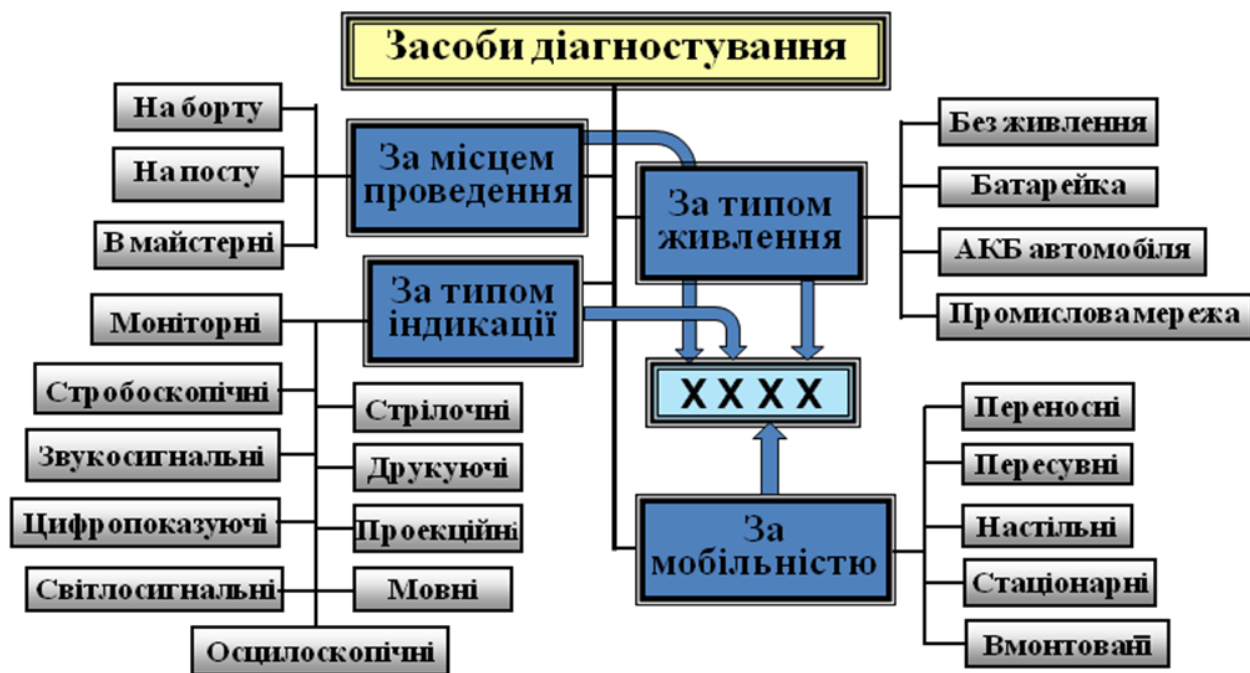 Засоби діагностування
На борту
На посту
В майстерні
За місцем
проведення
За типом
живлення
Без живлення
Батарейка
АКБ автомобіля
Промислова мережа
За типом
індикації
Моніторні
Стробоскопічні
Звукосигнальні
Цифропоказуючі
Світлосигнальні
Осцилоскопічні
Стрілочні
Друкуючі
Проекційні
Мовні
X X X X
За
мобільністю
Переносні
Пересувні
Настільні
Стаціонарні
Вмонтовані